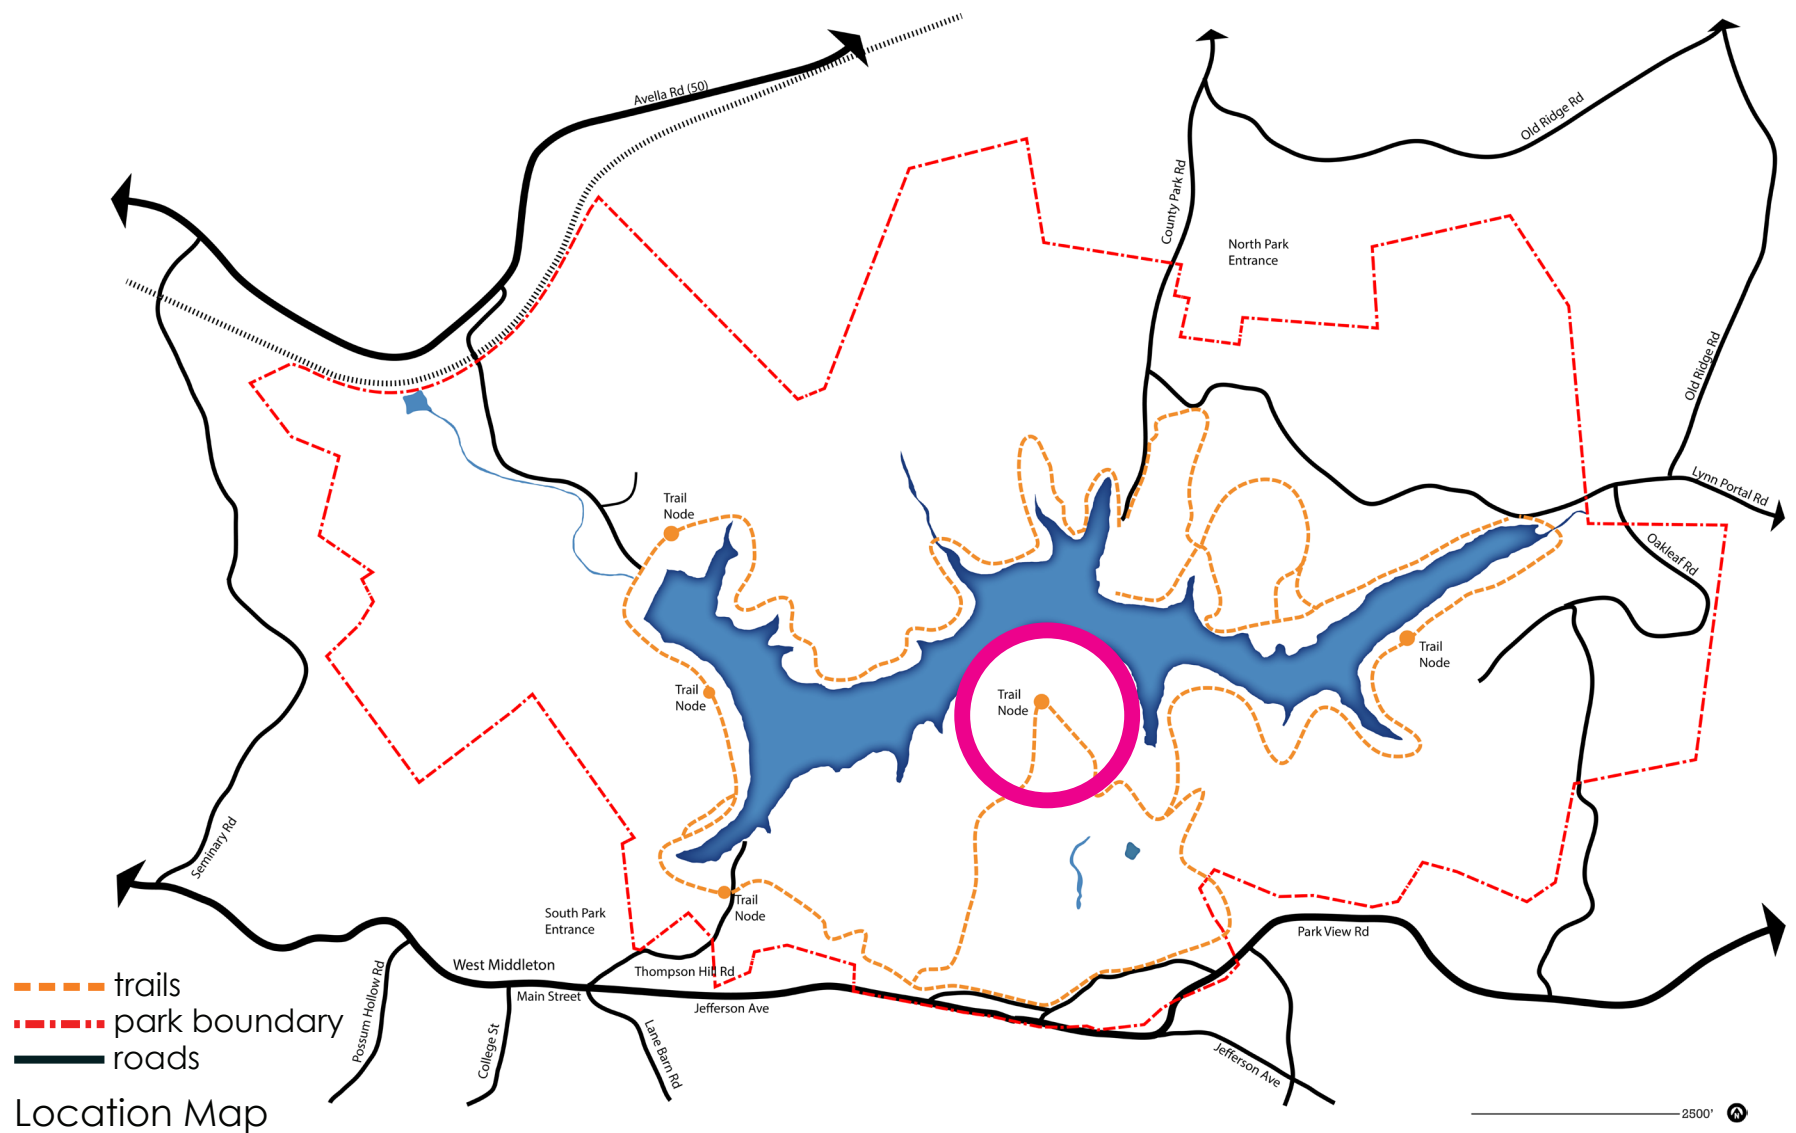 Avella Rd (50)
Old Ridge Rd
County Park Rd
North Park
Entrance
Old Ridge Rd
Lynn Portal Rd
Trail
Node
Oakleaf Rd
Trail
Node
Trail
Node
Trail
Node
Seminary Rd
Trail
Node
South Park
Entrance
Park View Rd
West Middleton
Thompson Hill Rd
Main Street
Jefferson Ave
Possum Hollow Rd
College St
Lane Barn Rd
Jefferson Ave
trails
park boundary
roads
Location Map
2500'
N